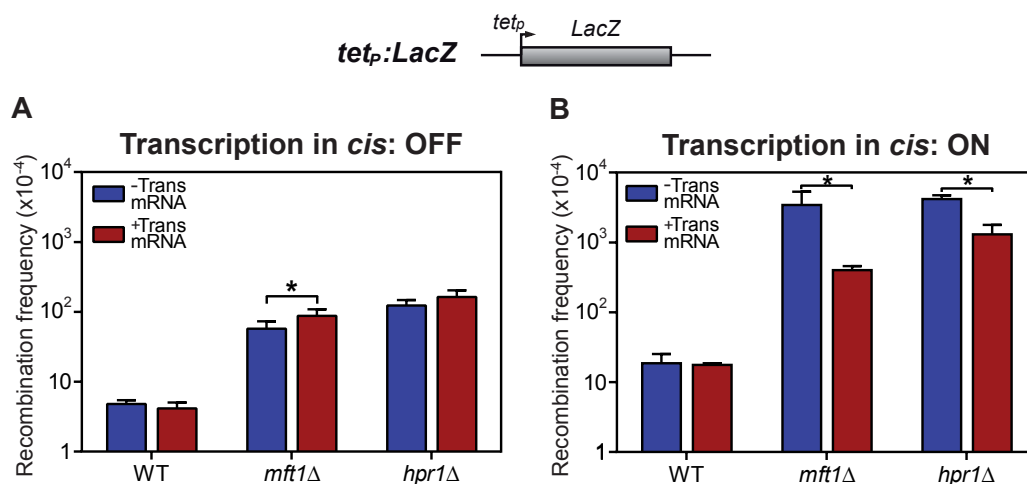 tetp LacZ
tetP:LacZ
A
Transcription in cis: OFF
Recombination frequency (x10-4)
104
103
102
10
1
-Trans
mRNA
+Trans
mRNA
*
WT mft1Δ hpr1Δ
B
Transcription in cis: ON
Recombination frequency (x10-4)
104
103
102
10
1
-Trans
mRNA
+Trans
mRNA
* *
WT mft1Δ hpr1Δ